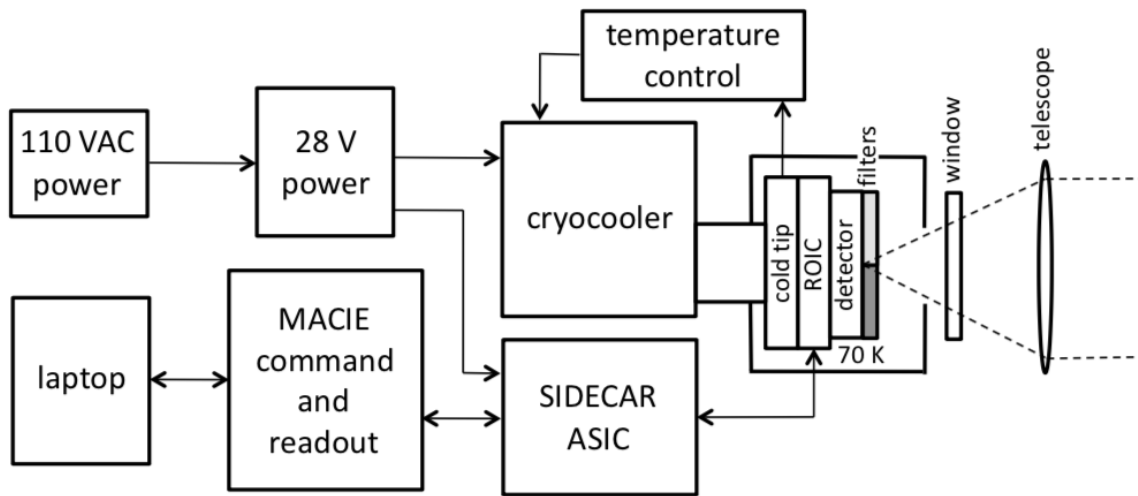 temperature
control
110 VAC
power
28 V
power
cryocooler
cold tip
ROIC
detector
filters
70 K
window
telescope
laptop
MACIE
command
and
readout
SIDECAR
ASIC